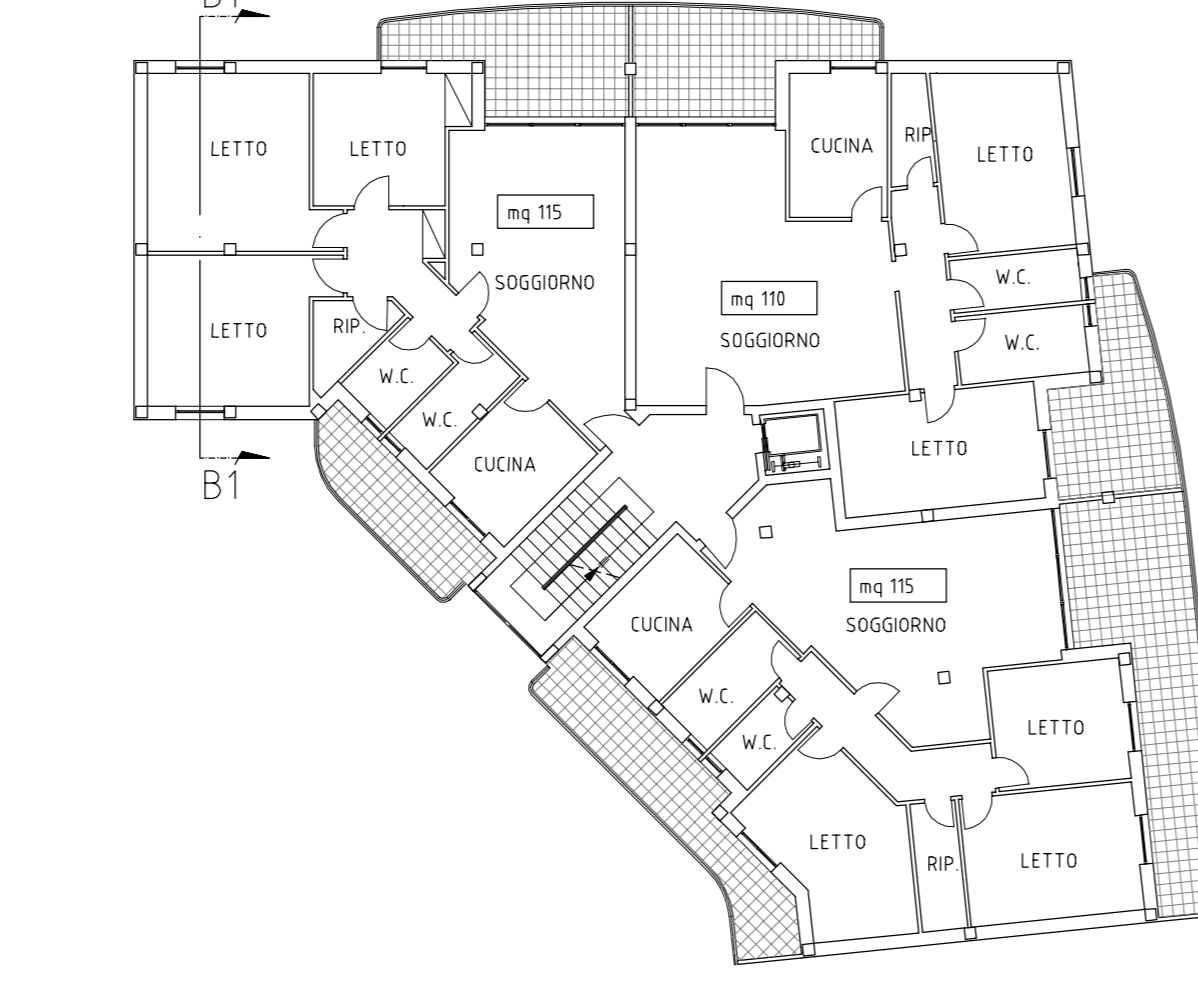 B1
LETTO
LETTO
CUCINA
RIP
LETTO
mq 115
SOGGIORNO
W.C.
mq 110
SOGGIORNO
W.C.
LETTO
RIP.
W.C.
W.C.
LETTO
CUCINA
B1
mq 115
SOGGIORNO
CUCINA
W.C.
W.C.
LETTO
LETTO
RIP.
LETTO